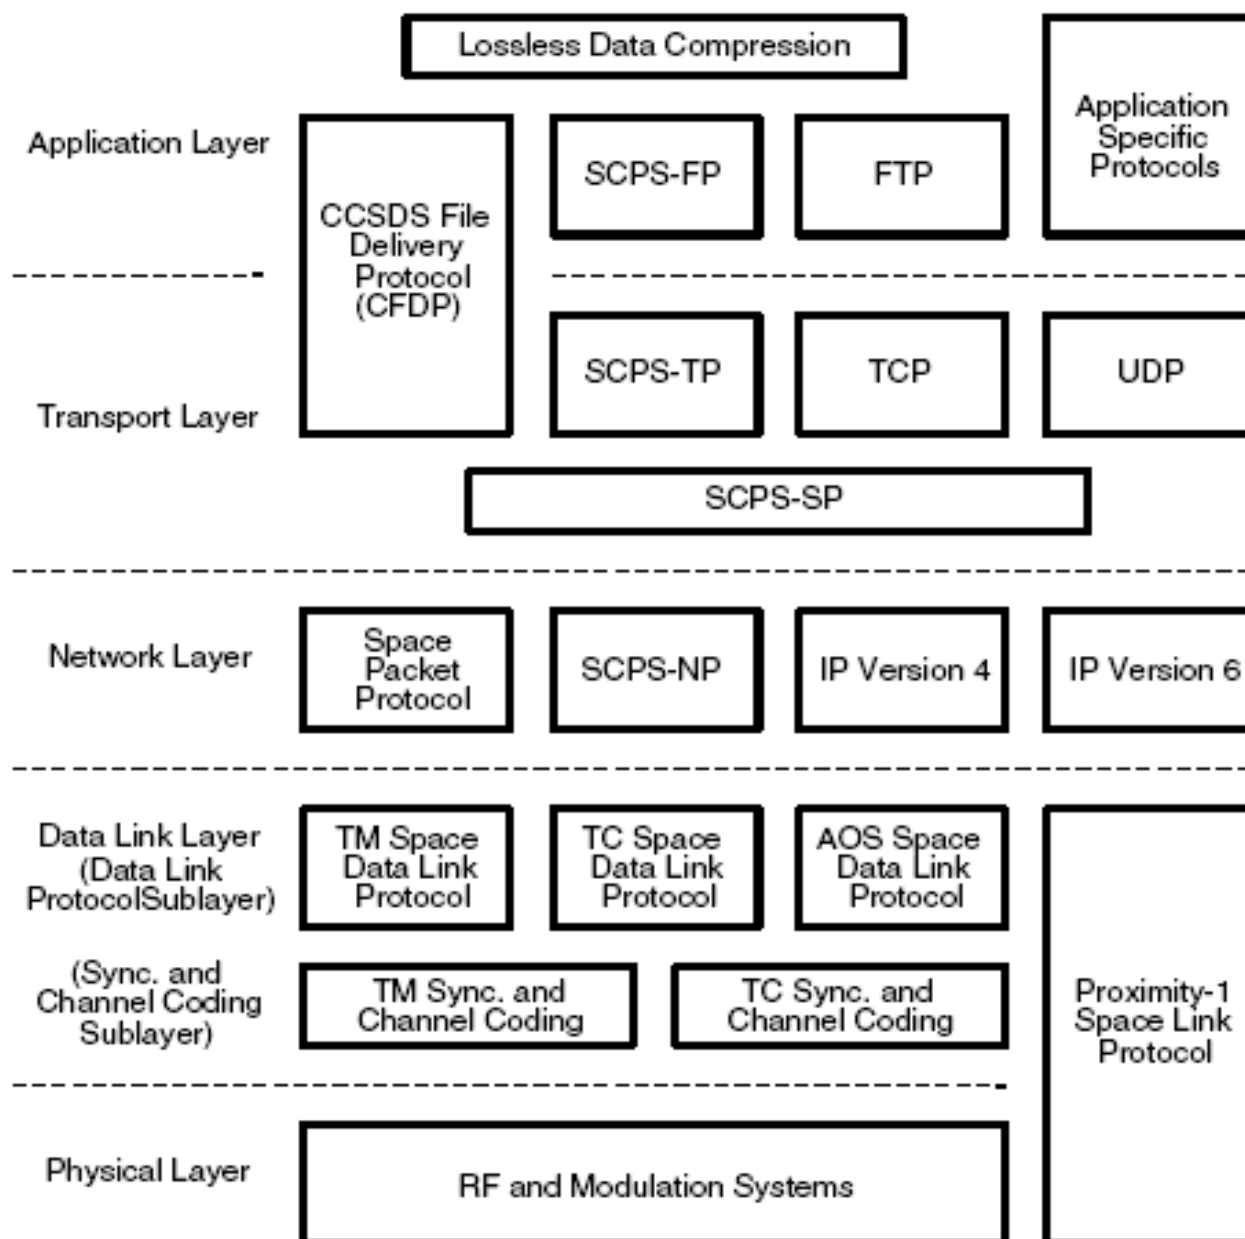 Lossless Data Compression
Application Layer
CCSDS File
Delivery
Protocol
(CFDP)
SCPS-FP
FTP
Application
Specific
Protocols
Transport Layer
SCPS-TP
TCP
UDP
SCPS-SP
Network Layer
Space
Packet
Protocol
SCPS-NP
IP Version 4
IP Version 6
Data Link Layer
(Data Link
ProtocolSublayer)
TM Space
Data Link
Protocol
TC Space
Data Link
Protocol
AOS Space
Data Link
Protocol
(Sync. and
Channel Coding
Sublayer)
TM Sync. and
Channel Coding
TC Sync. and
Channel Coding
Proximity-1
Space Link
Protocol
Physical Layer
RF and Modulation Systems